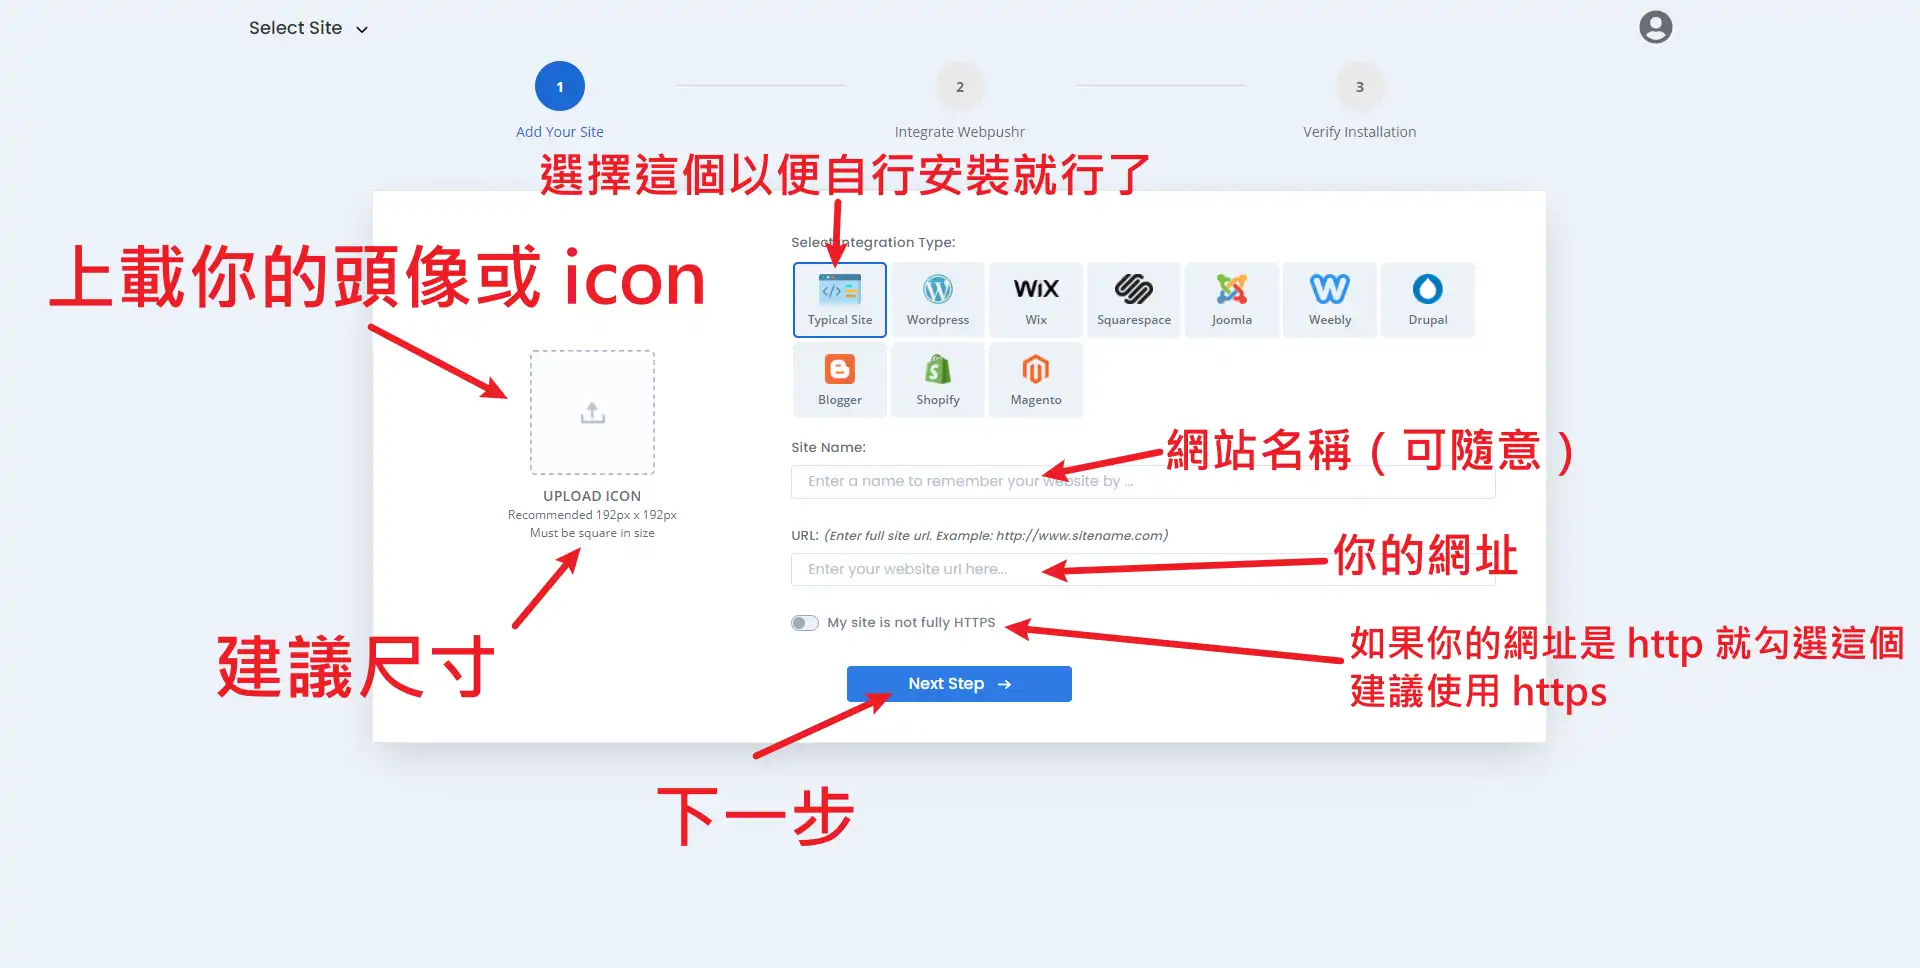 Select Site
1
2
3
Add Your Site
Integrate Webpushr
Verify Installation
選擇這個以便自行安裝就行了
上載你的頭像或 icon
Select Integration Type:
Typical Site
Wordpress
WiX
Wix
Squarespace
Joomla
Weebly
Drupal
Blogger
Shopify
Magento
UPLOAD ICON
Recommended 192px x 192px
Must be square in size
建議尺寸
Site Name:
網站名稱（可隨意）
Enter a name to remember your website by ...
URL: (Enter full site url. Example: http://www.sitename.com)
你的網址
Enter your website url here...
My site is not fully HTTPS
如果你的網址是 http 就勾選這個
建議使用 https
Next Step →
下一步